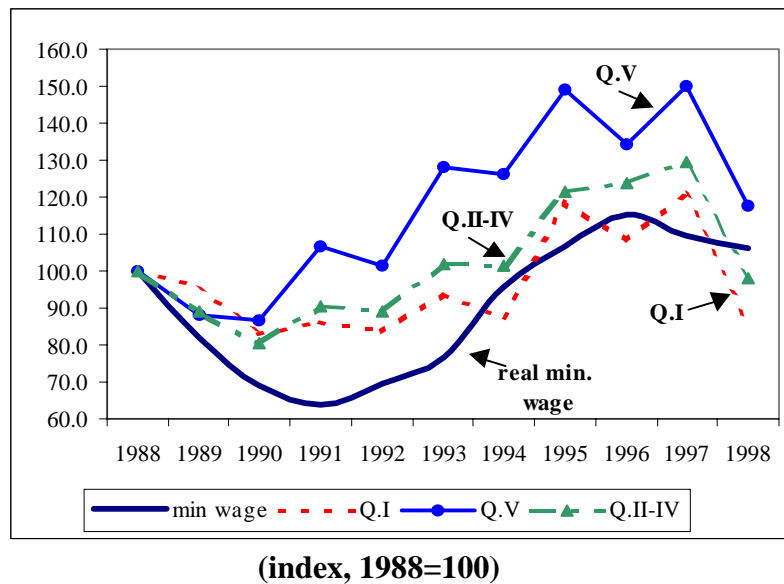 160.0
150.0
140.0
130.0
120.0
110.0
100.0
90.0
80.0
70.0
60.0
Q.V
Q.II-IV
Q.I
real min.
wage
1988 1989 1990 1991 1992 1993 1994 1995 1996 1997 1998
min wage Q.I Q.V Q.II-IV
(index, 1988=100)